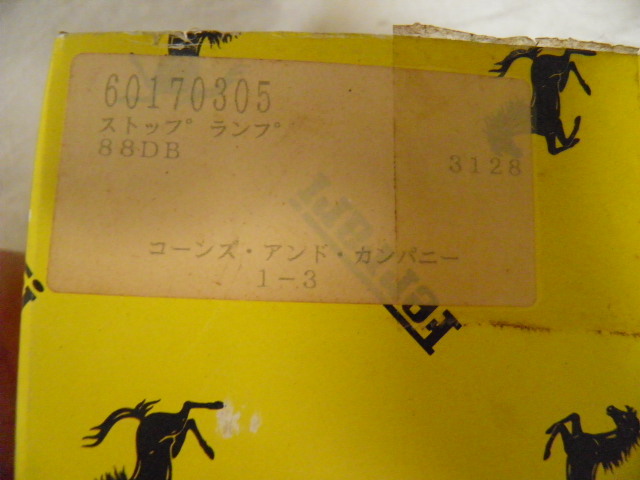 60170305
ストップ ランプ
88DB
3128
コーンズ・アンド・カンパニー
1-3
Ferrari